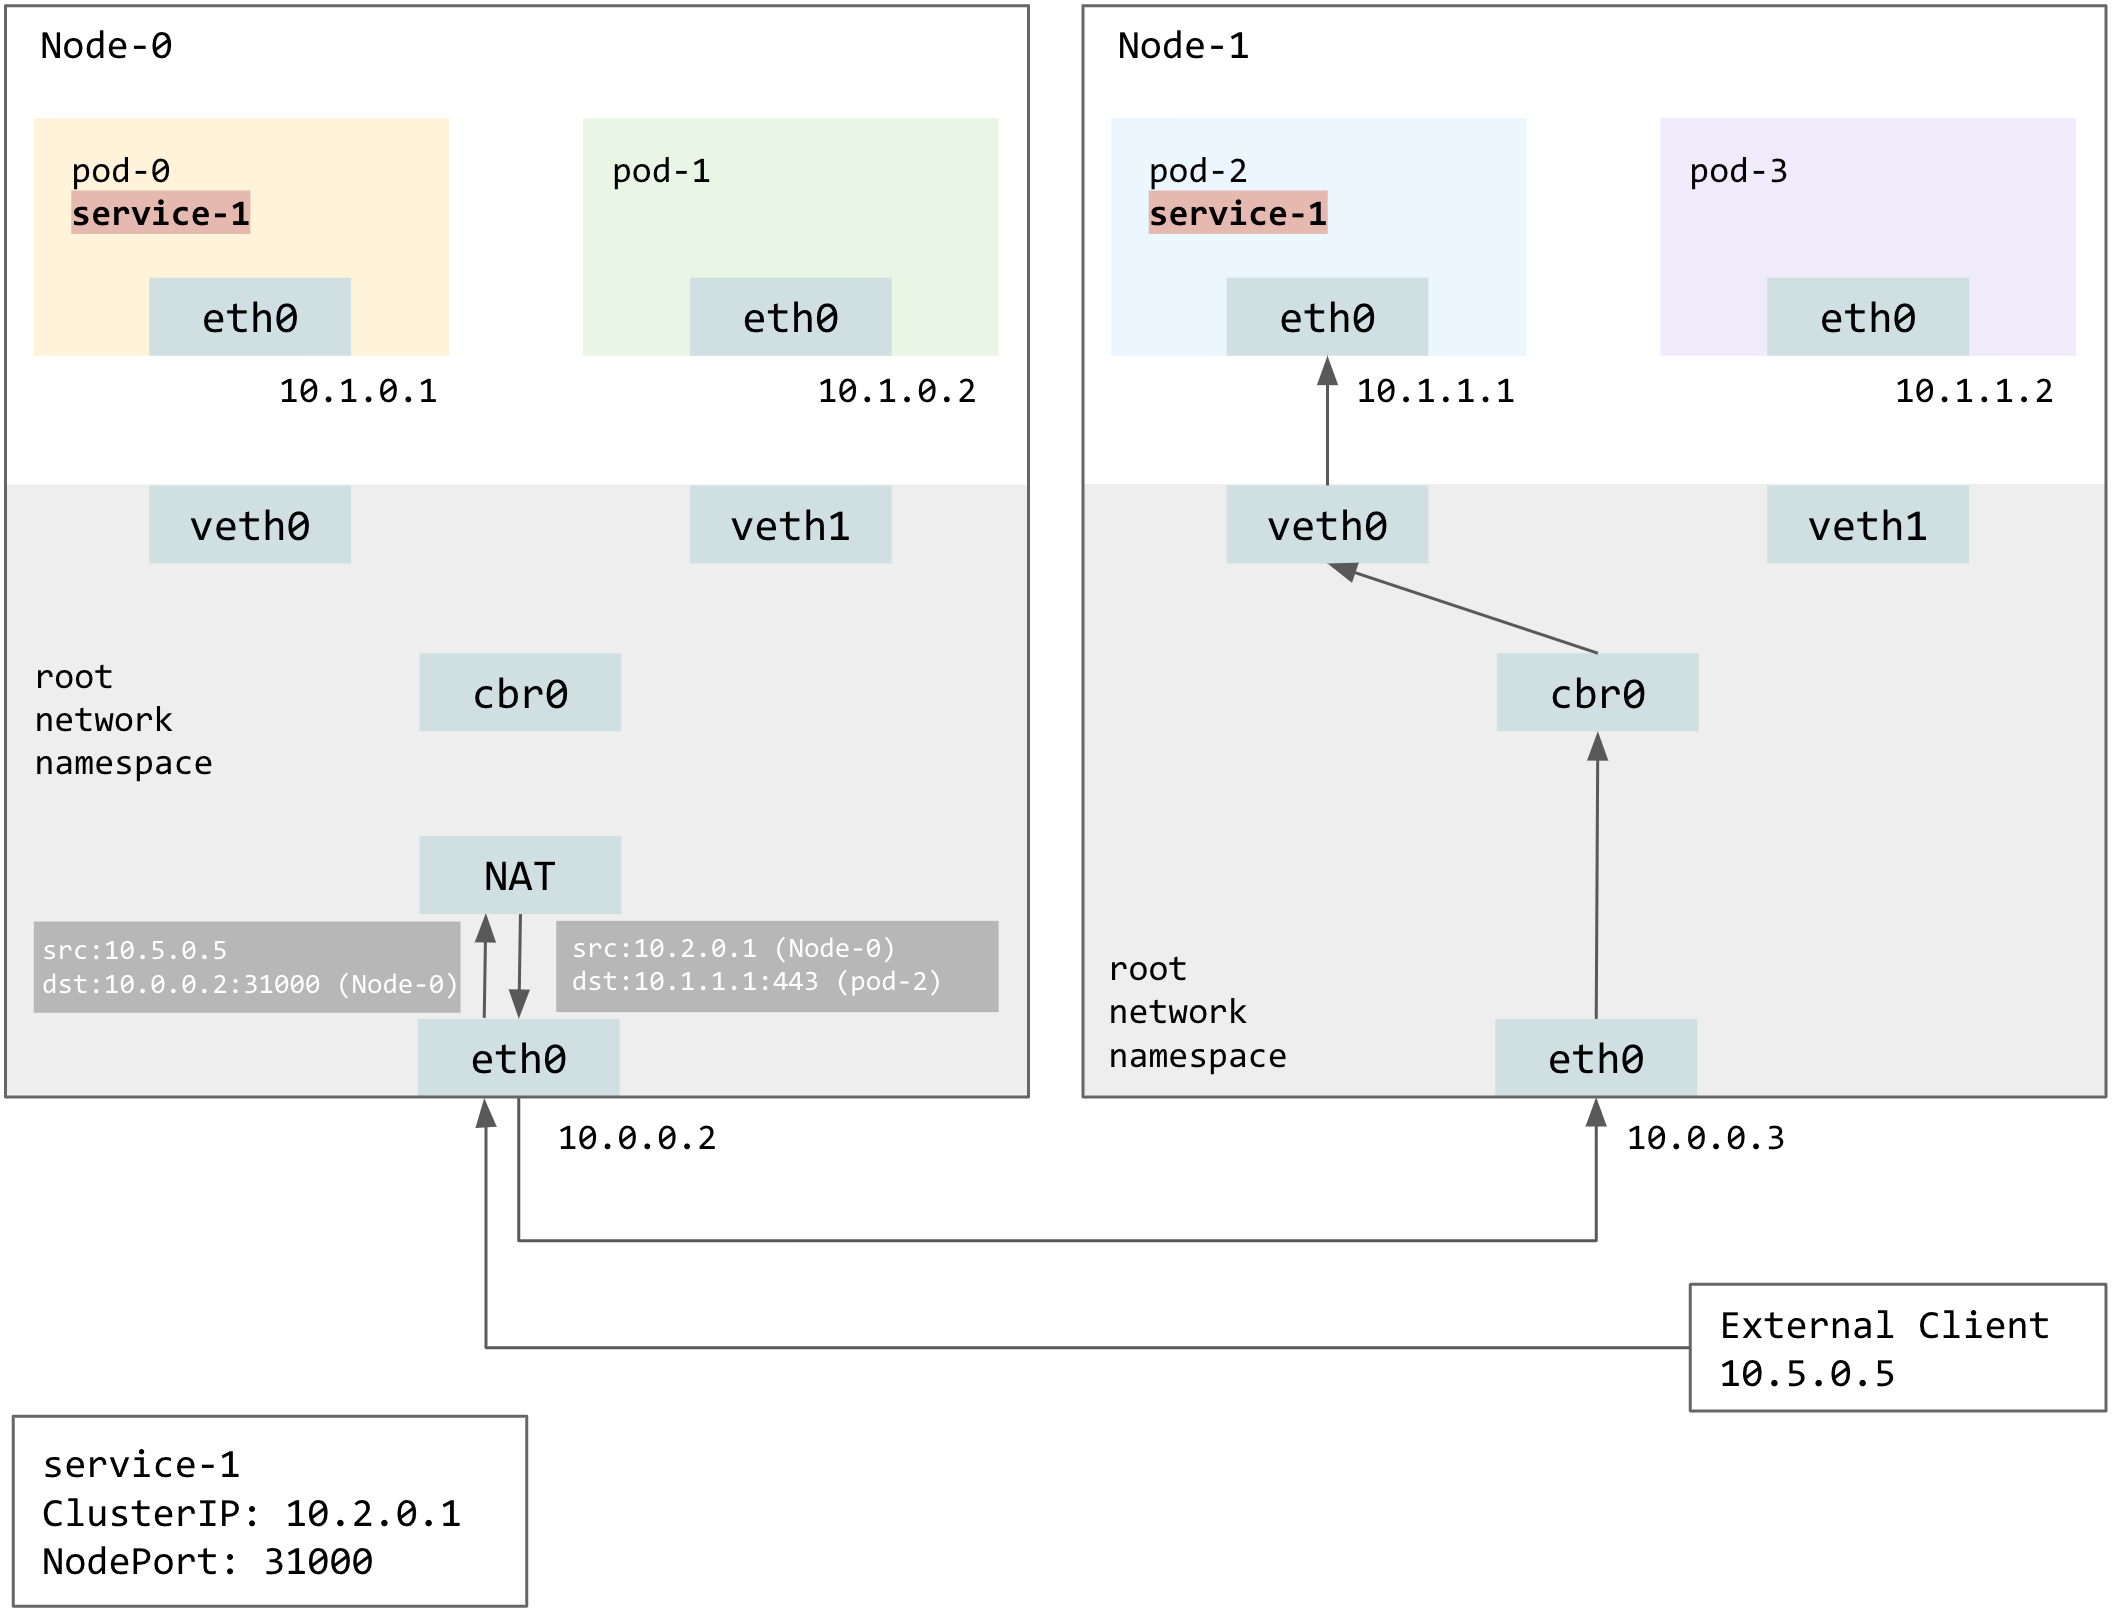 Node-0
pod-0
service-1
eth0
10.1.0.1
pod-1
eth0
10.1.0.2
veth0
veth1
root
network
namespace
cbr0
NAT
src:10.5.0.5
dst:10.0.0.2:31000 (Node-0)
src:10.2.0.1 (Node-0)
dst:10.1.1.1:443 (pod-2)
eth0
10.0.0.2
Node-1
pod-2
service-1
eth0
10.1.1.1
pod-3
eth0
10.1.1.2
veth0
veth1
cbr0
root
network
namespace
eth0
10.0.0.3
External Client
10.5.0.5
service-1
ClusterIP: 10.2.0.1
NodePort: 31000